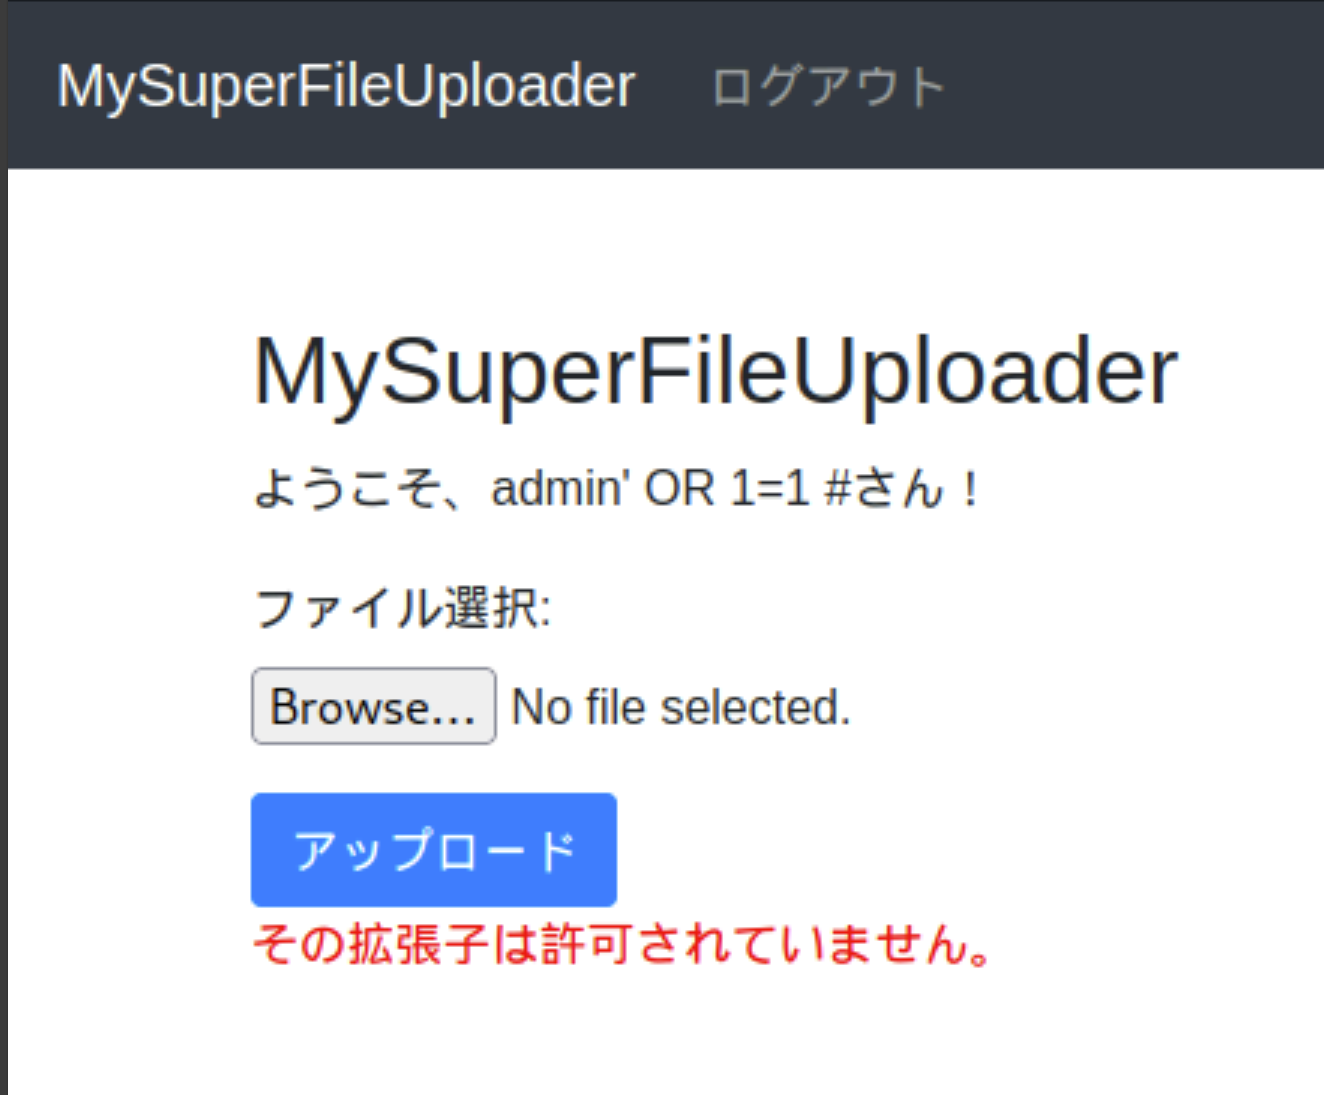 MySuperFileUploader ログアウト
MySuperFileUploader
ようこそ、admin' OR 1=1 #さん！
ファイル選択:
Browse... No file selected.
アップロード
その拡張子は許可されていません。